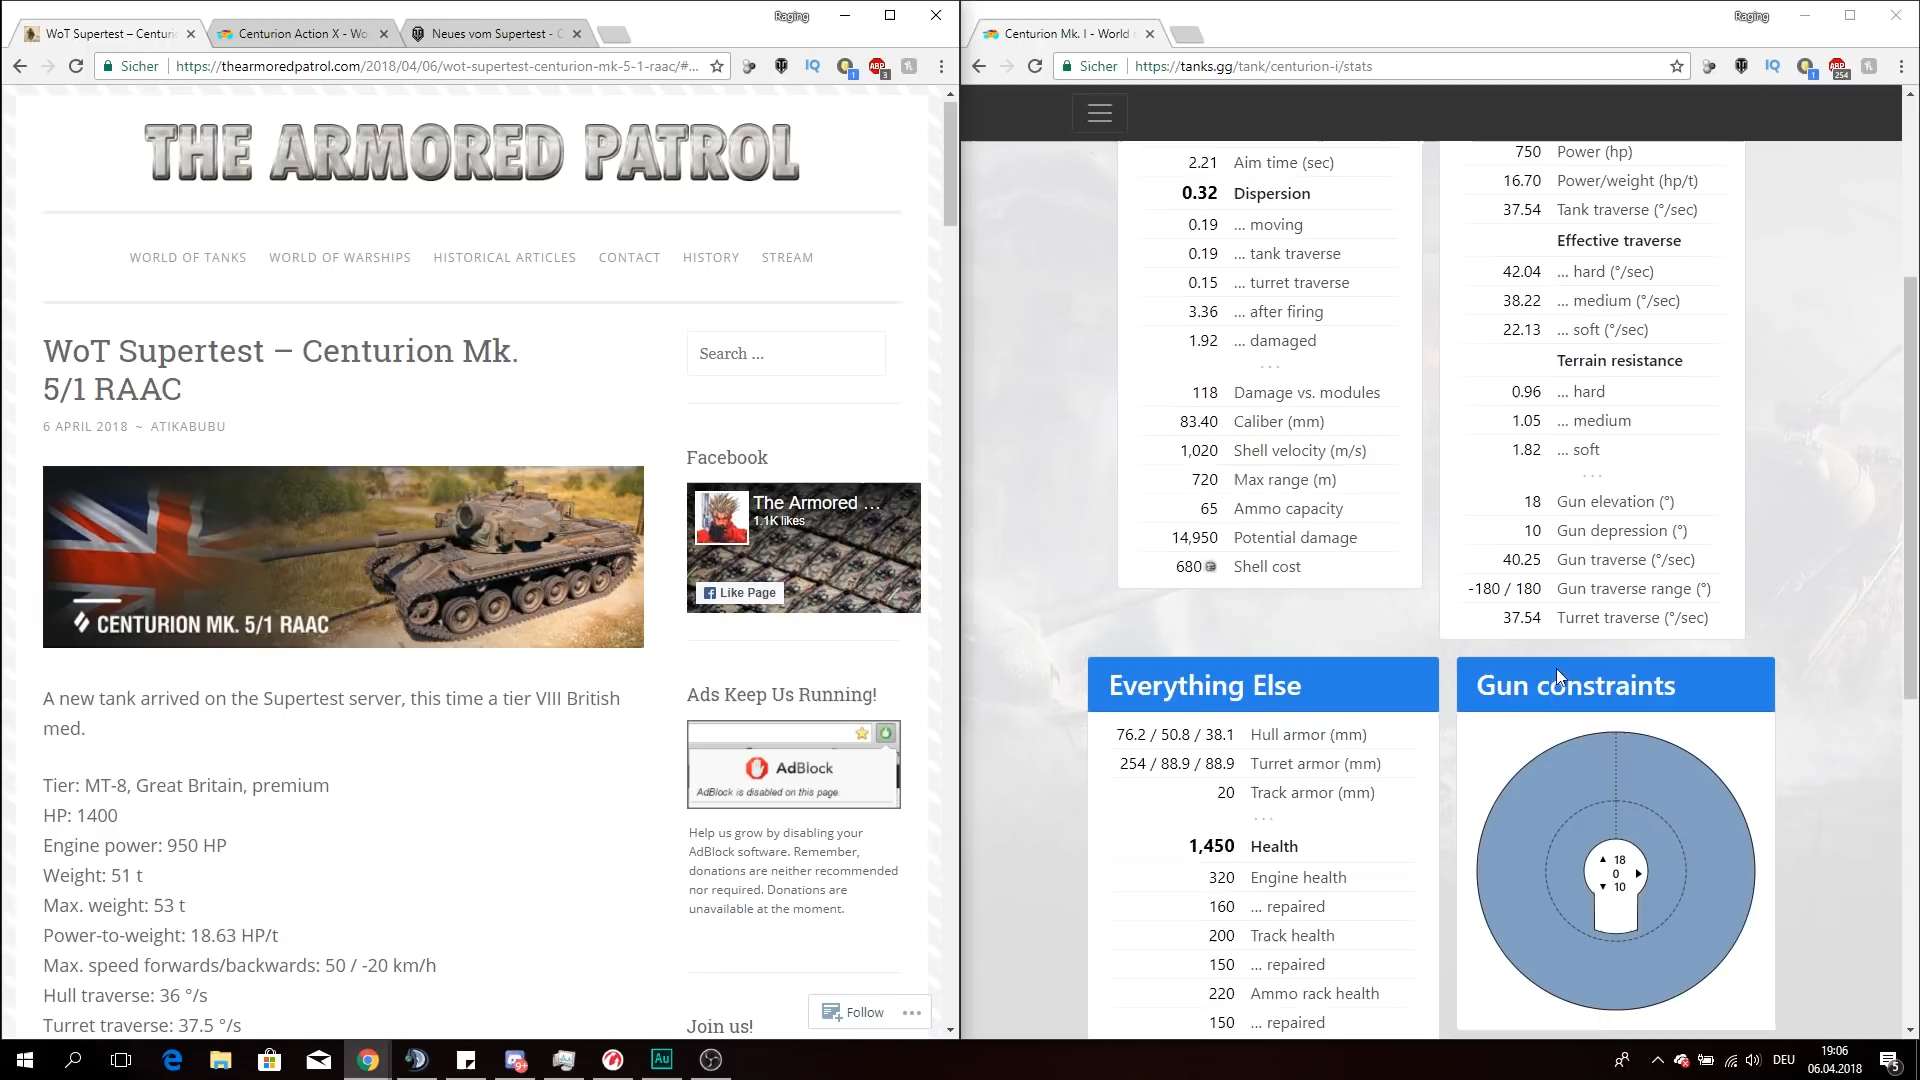 Raging
WoT Supertest – Centuri
Centurion Action X - Wo
Neues vom Supertest - C
Sicher
https://thearmoredpatrol.com/2018/04/06/wot-supertest-centurion-mk-5-1-raac/#...
IQ
1
ABP
3
THE ARMORED PATROL
WORLD OF TANKS
WORLD OF WARSHIPS
HISTORICAL ARTICLES
CONTACT
HISTORY
STREAM
WoT Supertest – Centurion Mk.
5/1 RAAC
6 APRIL 2018 ~ ATIKABUBU
CENTURION MK. 5/1 RAAC
A new tank arrived on the Supertest server, this time a tier VIII British
med.
Tier: MT-8, Great Britain, premium
HP: 1400
Engine power: 950 HP
Weight: 51 t
Max. weight: 53 t
Power-to-weight: 18.63 HP/t
Max. speed forwards/backwards: 50 / -20 km/h
Hull traverse: 36 °/s
Turret traverse: 37.5 °/s
Search ...
Facebook
The Armored ...
1.1K likes
Like Page
Ads Keep Us Running!
AdBlock
AdBlock is disabled on this page.
Help us grow by disabling your
AdBlock software. Remember,
donations are neither recommended
nor required. Donations are
unavailable at the moment.
Join us!
Follow
Raging
Centurion Mk. I - World
Sicher
https://tanks.gg/tank/centurion-i/stats
IQ
1
ABP
254
2.21 Aim time (sec)
0.32 Dispersion
0.19 ... moving
0.19 ... tank traverse
0.15 ... turret traverse
3.36 ... after firing
1.92 ... damaged
...
118 Damage vs. modules
83.40 Caliber (mm)
1,020 Shell velocity (m/s)
720 Max range (m)
65 Ammo capacity
14,950 Potential damage
680 Shell cost
750 Power (hp)
16.70 Power/weight (hp/t)
37.54 Tank traverse (°/sec)
Effective traverse
42.04 ... hard (°/sec)
38.22 ... medium (°/sec)
22.13 ... soft (°/sec)
Terrain resistance
0.96 ... hard
1.05 ... medium
1.82 ... soft
...
18 Gun elevation (°)
10 Gun depression (°)
40.25 Gun traverse (°/sec)
-180 / 180 Gun traverse range (°)
37.54 Turret traverse (°/sec)
Everything Else
76.2 / 50.8 / 38.1 Hull armor (mm)
254 / 88.9 / 88.9 Turret armor (mm)
20 Track armor (mm)
...
1,450 Health
320 Engine health
160 ... repaired
200 Track health
150 ... repaired
220 Ammo rack health
150 ... repaired
Gun constraints
18
0
10
Au
9+
DEU
19:06
06.04.2018
5